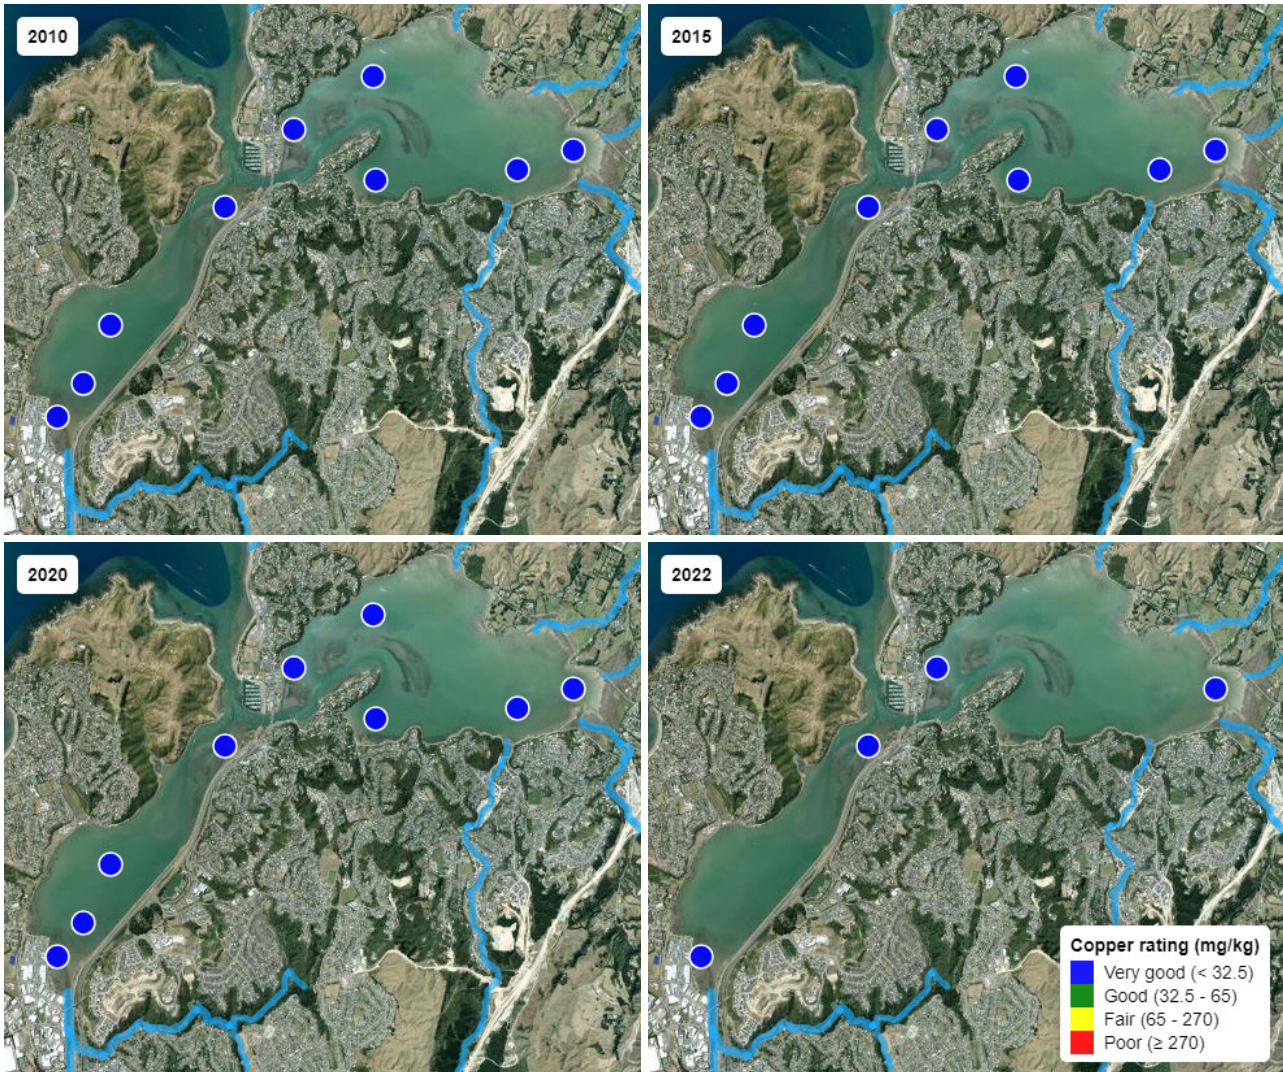 2010
2015
2020
2022
Copper rating (mg/kg)
Very good (< 32.5)
Good (32.5 - 65)
Fair (65 - 270)
Poor (≥ 270)